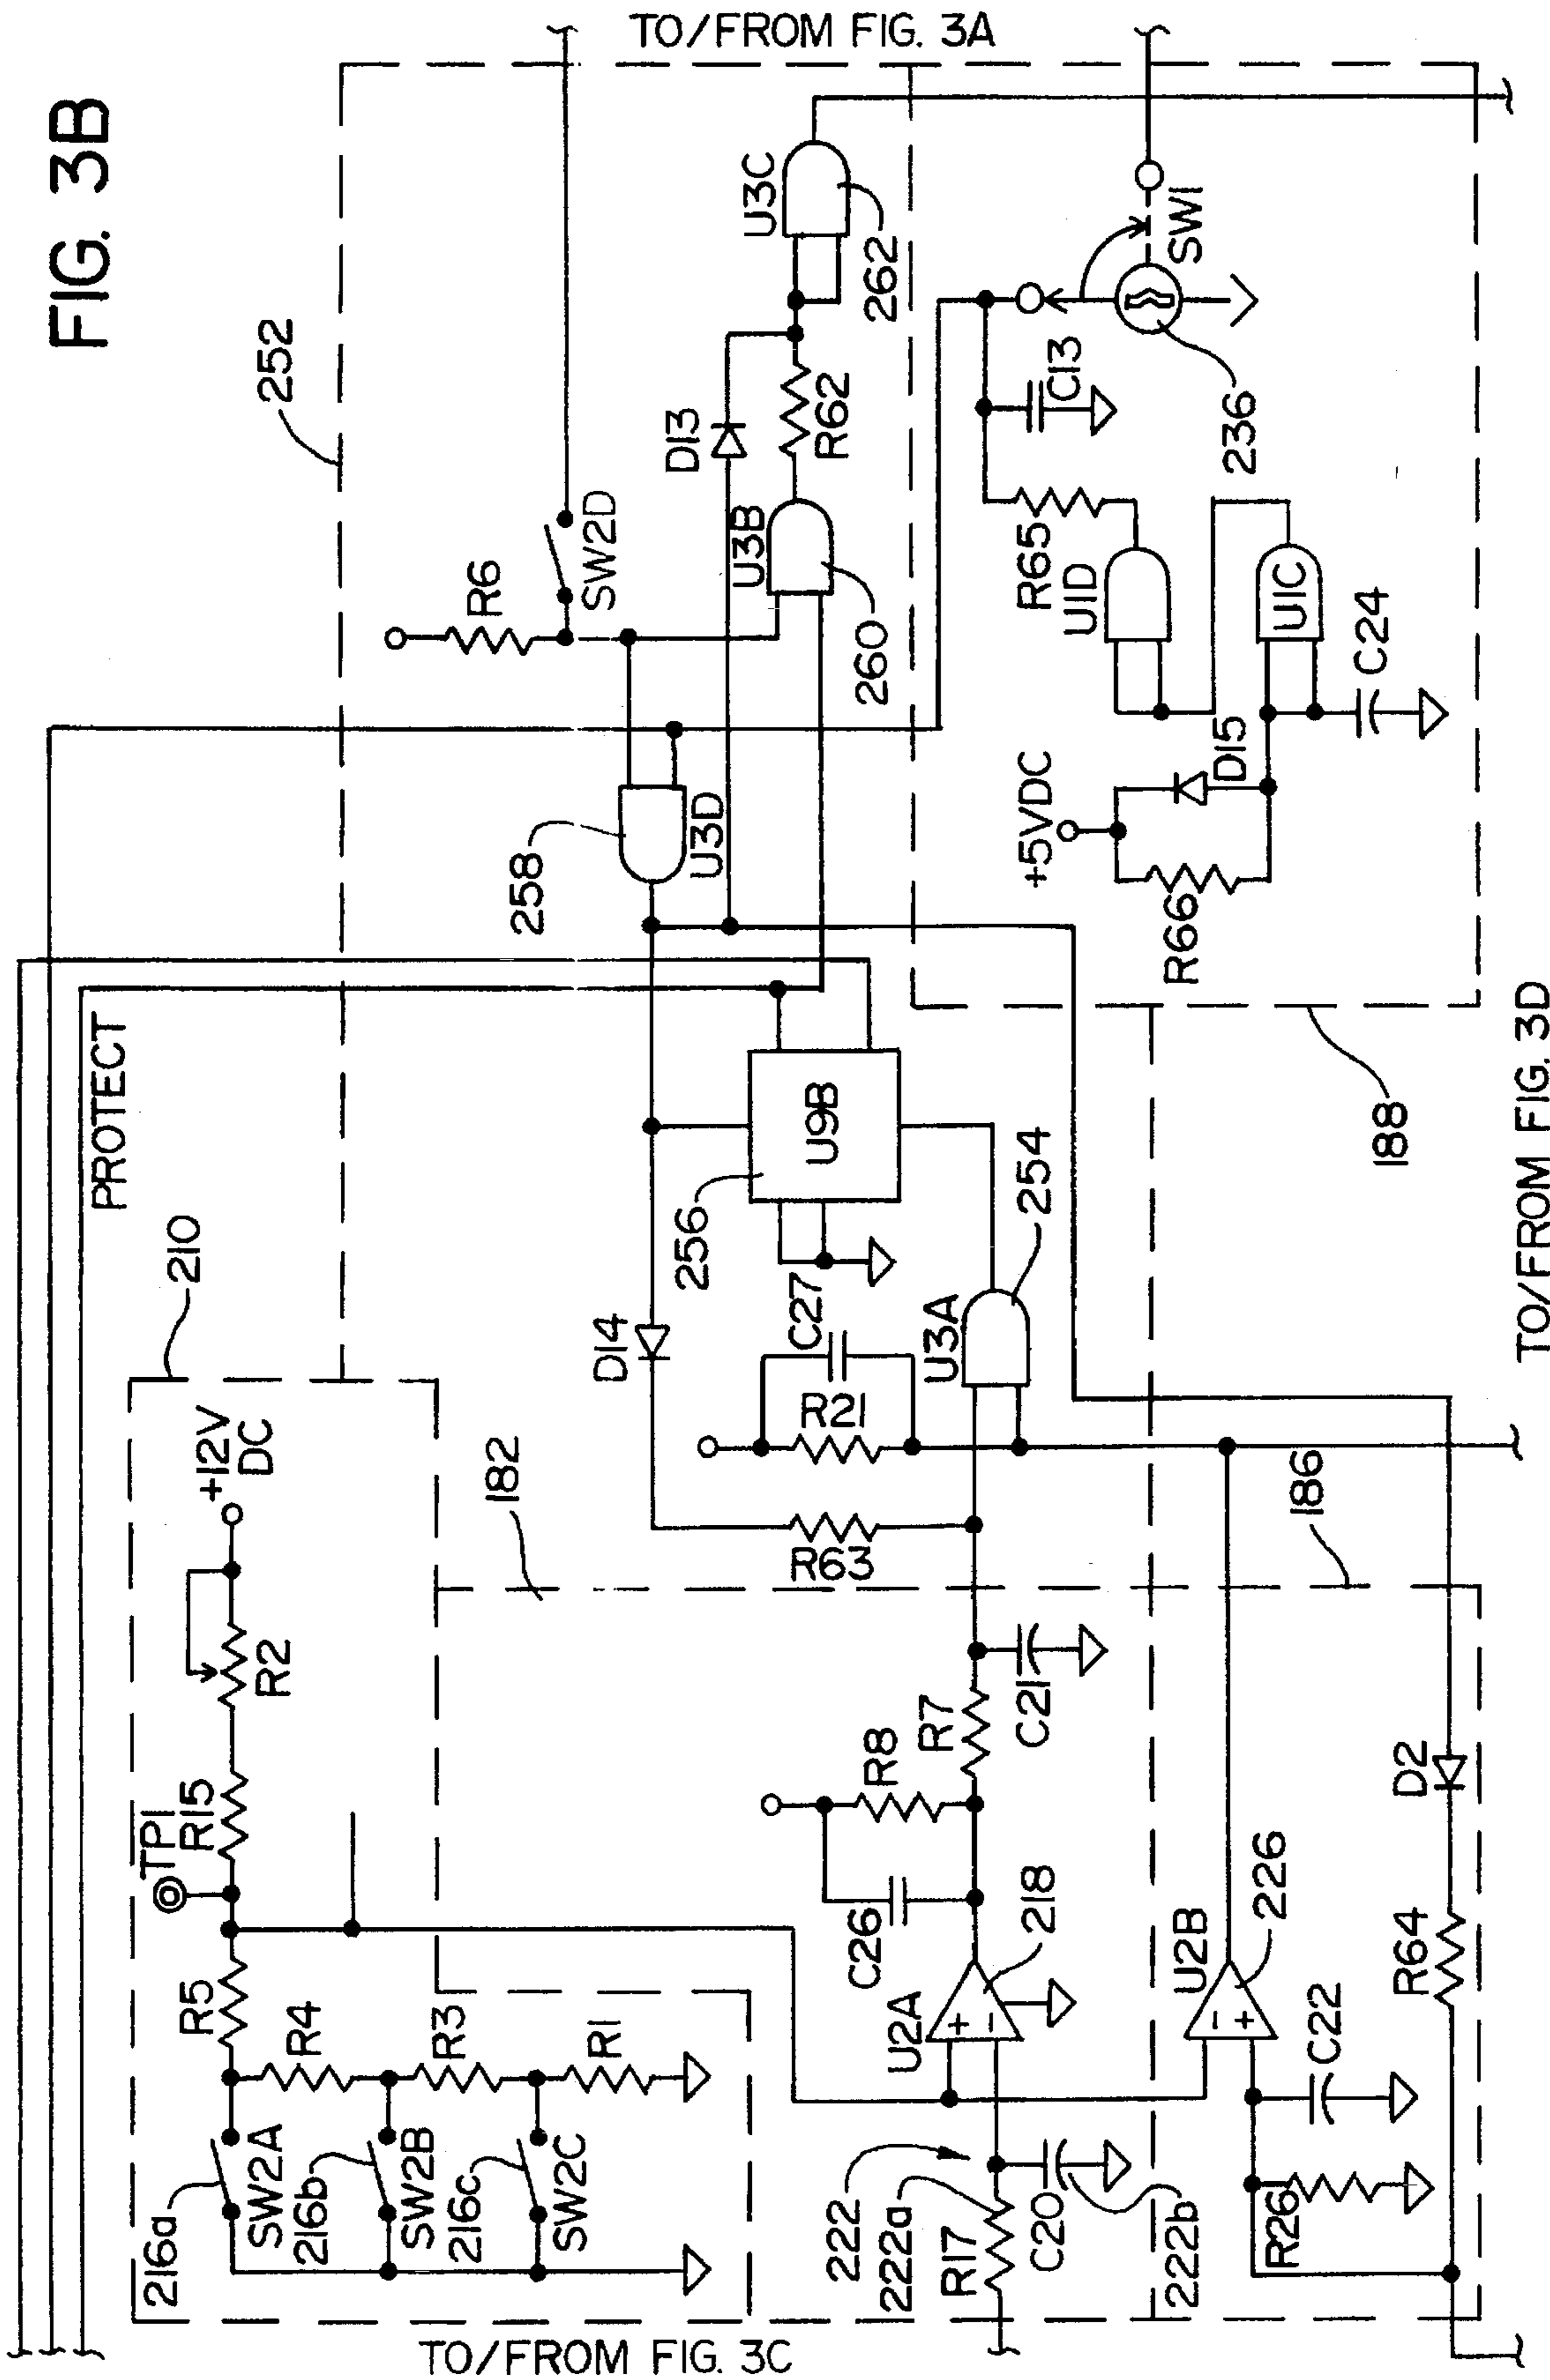 FIG. 3B
TO/FROM FIG. 3A
252
U3C
262
SW1
236
C13
D13
R62
R6
SW2D
U3B
260
R65
U1D
U1C
C24
+5VDC
D15
R66
258
U3D
PROTECT
210
256
U9B
254
188
TO/FROM FIG. 3D
D14
C27
R21
U3A
+12V
DC
182
186
R63
R2
TP1
R15
R8
R7
C21
D2
C26
218
R5
R4
R3
R1
U2A
+
-
U2B
226
-
+
R64
C22
216a
SW2A
216b
SW2B
216c
SW2C
222
222a
R17
C20
222b
R26
TO/FROM FIG. 3C